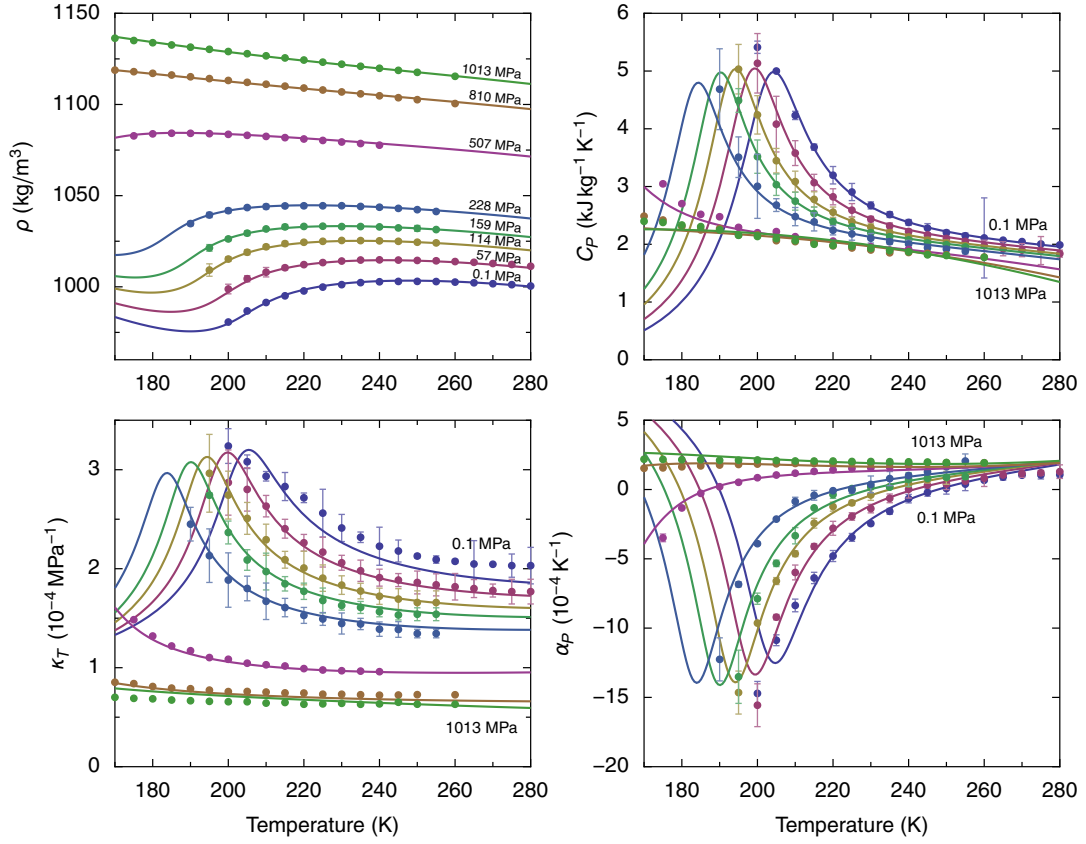 1150
1100
1050
1000
ρ (kg/m³)
1013 MPa
810 MPa
507 MPa
228 MPa
159 MPa
114 MPa
57 MPa
0.1 MPa
180 200 220 240 260 280
6
5
4
3
2
1
0
C_P (kJ kg⁻¹ K⁻¹)
0.1 MPa
1013 MPa
180 200 220 240 260 280
3
2
1
0
κ_T (10⁻⁴ MPa⁻¹)
0.1 MPa
1013 MPa
180 200 220 240 260 280
Temperature (K)
5
0
−5
−10
−15
−20
α_P (10⁻⁴ K⁻¹)
1013 MPa
0.1 MPa
180 200 220 240 260 280
Temperature (K)